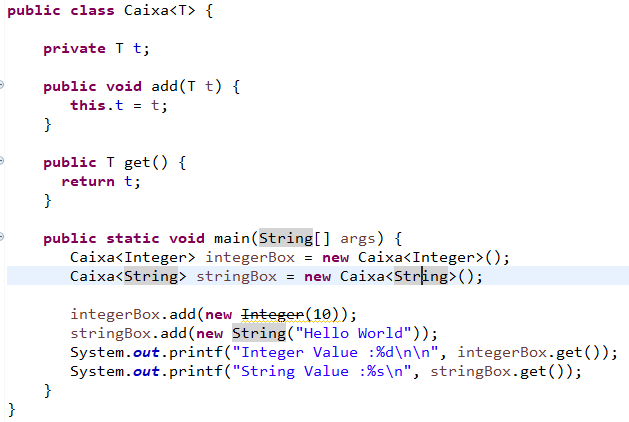 public class Caixa<T> {
private T t;
public void add(T t) {
this.t = t;
}
public T get() {
return t;
}
public static void main(String[] args) {
Caixa<Integer> integerBox = new Caixa<Integer>();
Caixa<String> stringBox = new Caixa<String>();
integerBox.add(new Integer(10));
stringBox.add(new String("Hello World"));
System.out.printf("Integer Value :%d\n\n", integerBox.get());
System.out.printf("String Value :%s\n", stringBox.get());
}
}